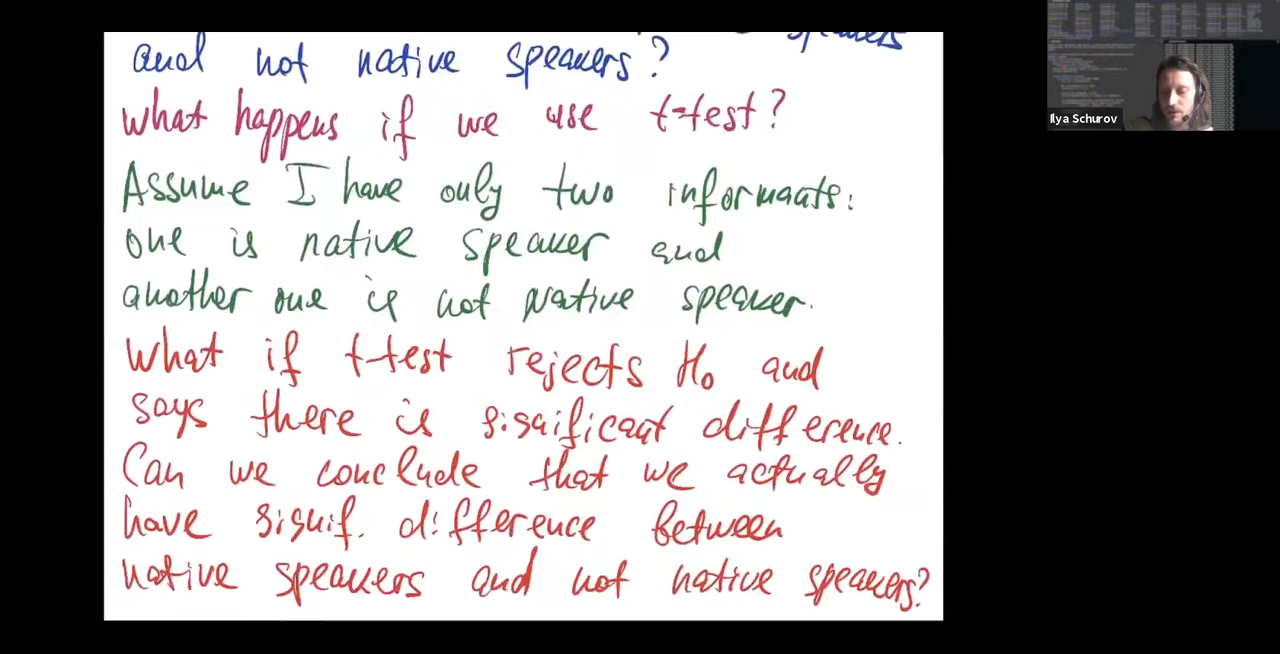 speakers
and not native speakers?
What happens if we use t-test?
Assume I have only two informants:
one is native speaker and
another one is not native speaker.
What if t-test rejects H₀ and
says there is significant difference.
Can we conclude that we actually
have signif. difference between
native speakers and not native speakers?
Ilya Schurov